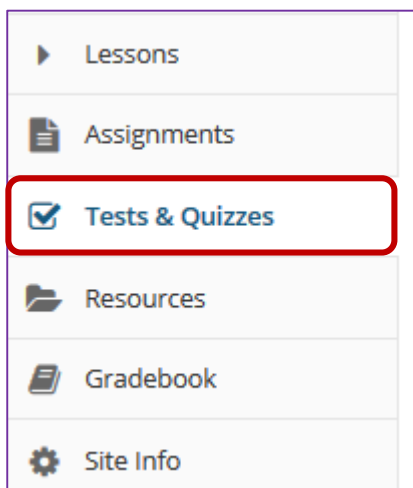 Lessons
Assignments
Tests & Quizzes
Resources
Gradebook
Site Info